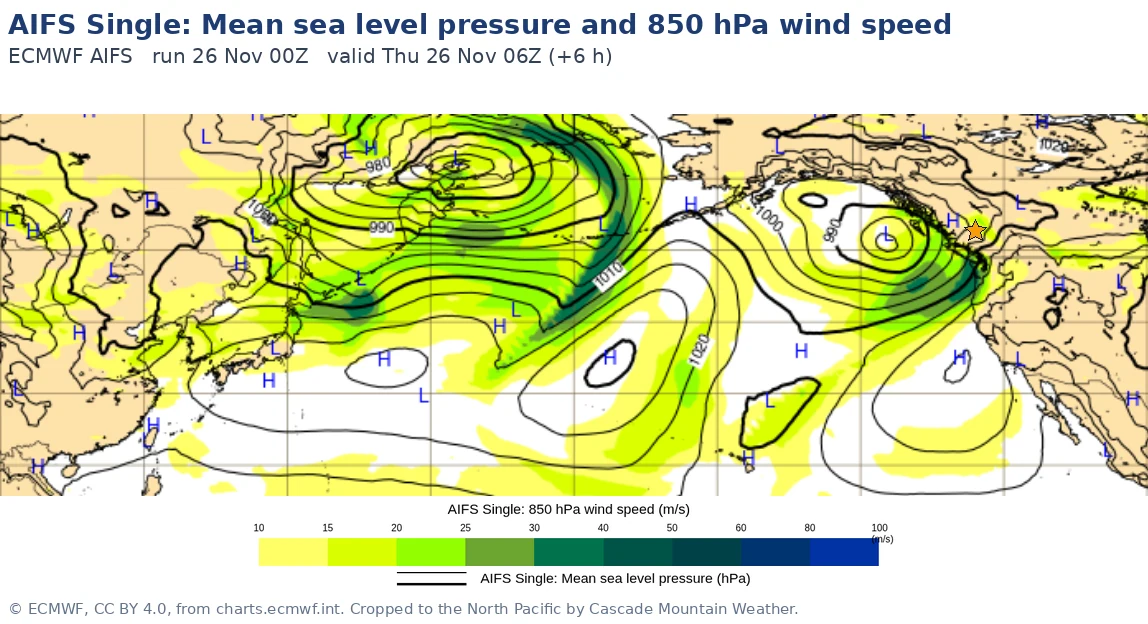 AIFS Single: Mean sea level pressure and 850 hPa wind speed
ECMWF AIFS run 26 Nov 00Z valid Thu 26 Nov 06Z (+6 h)
H H L L H L H L L H 1020
980
H L H L H L
1000 1000 990
990
L H L L L H
L H 1010 H L
L H L
H L H 1020 H H H L
L H L L H
H L H L
H
AIFS Single: 850 hPa wind speed (m/s)
10 15 20 25 30 40 50 60 80 100
(m/s)
AIFS Single: Mean sea level pressure (hPa)
© ECMWF, CC BY 4.0, from charts.ecmwf.int. Cropped to the North Pacific by Cascade Mountain Weather.